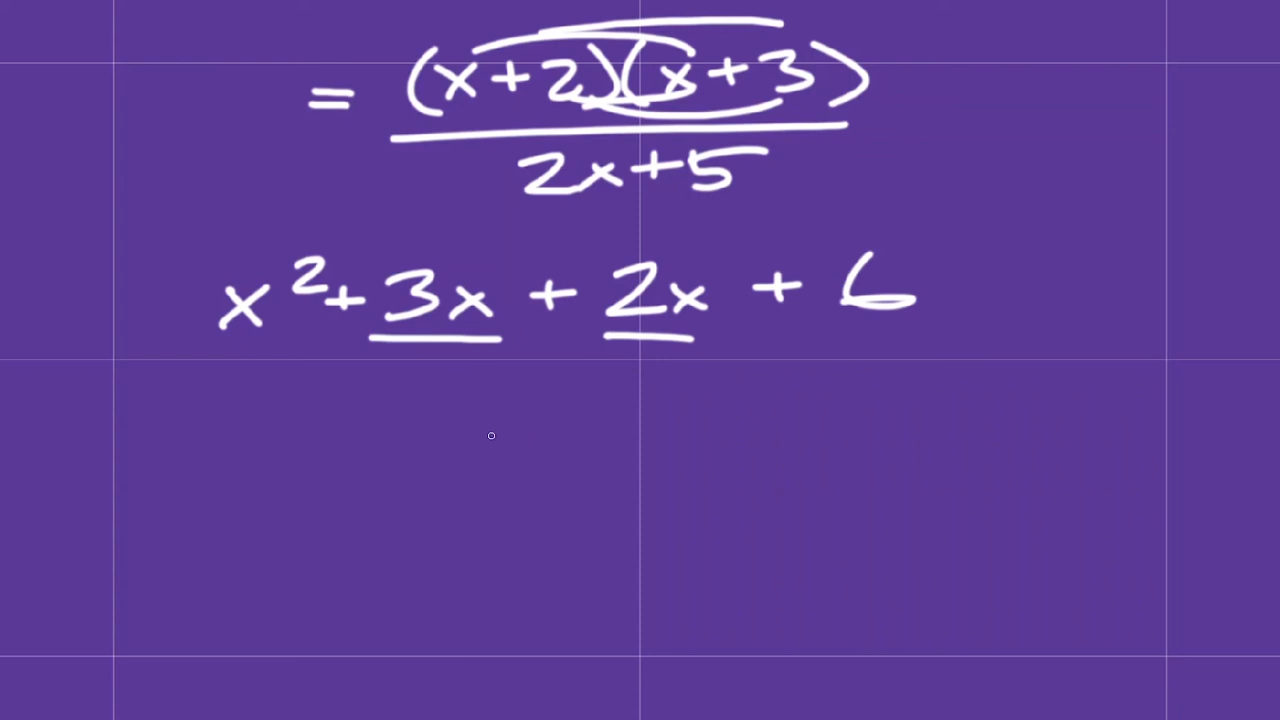 = (x+2)(x+3)
2x+5
x²+3x + 2x + 6